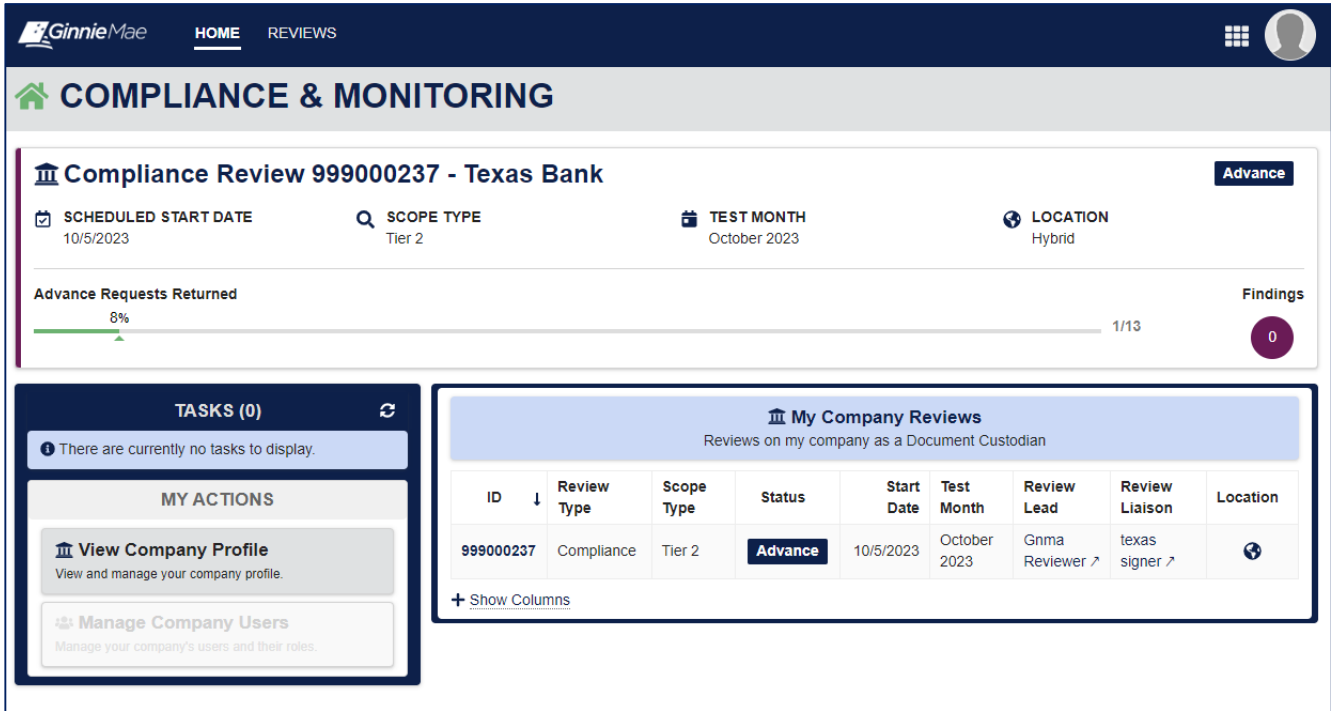 GinnieMae HOME REVIEWS
COMPLIANCE & MONITORING
Compliance Review 999000237 - Texas Bank
Advance
SCHEDULED START DATE
10/5/2023
SCOPE TYPE
Tier 2
TEST MONTH
October 2023
LOCATION
Hybrid
Advance Requests Returned
8%
1/13
Findings
0
TASKS (0)
There are currently no tasks to display.
MY ACTIONS
View Company Profile
View and manage your company profile.
Manage Company Users
Manage your company's users and their roles.
My Company Reviews
Reviews on my company as a Document Custodian
ID ↓ Review Type Scope Type Status Start Date Test Month Review Lead Review Liaison Location
999000237 Compliance Tier 2 Advance 10/5/2023 October 2023 Gnma Reviewer ↗ texas signer ↗
+ Show Columns